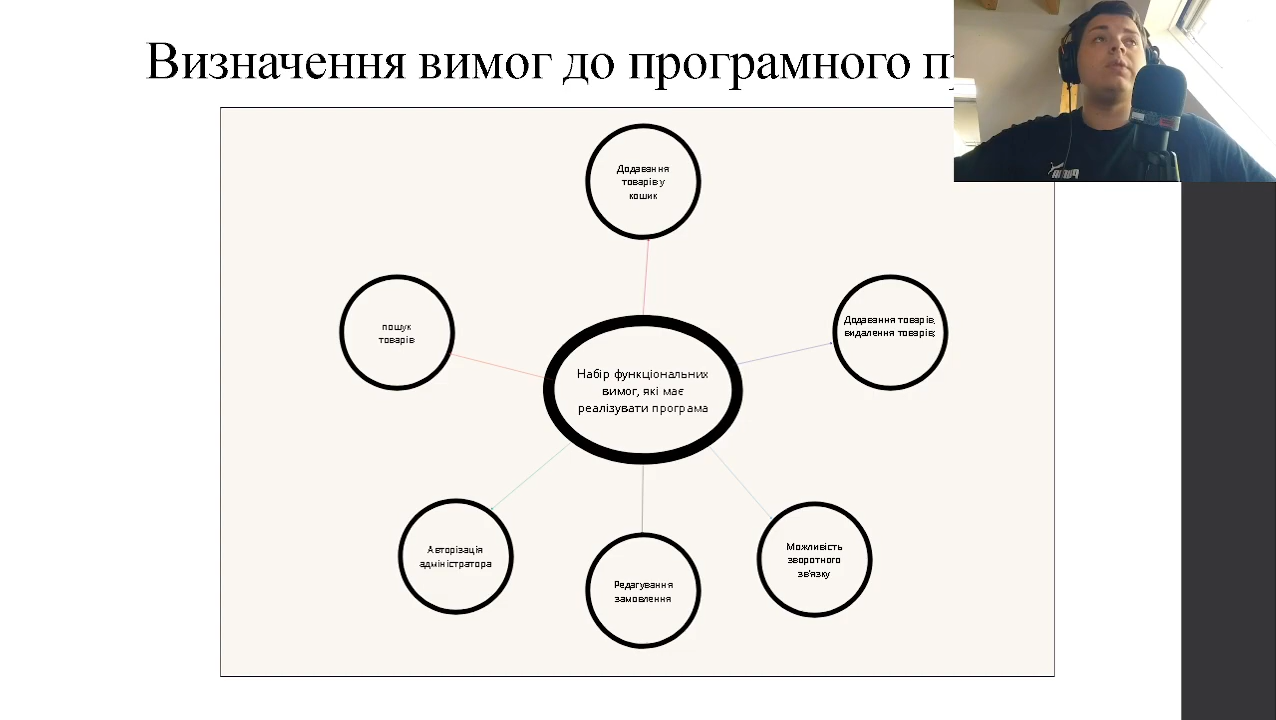 Визначення вимог до програмного
Додавання
товарів у
кошик
пошук
товарів
Додавання товарів,
видалення товарів;
Набір функціональних
вимог, які має
реалізувати програма
Авторізація
адміністратора
Редагування
замовлення
Можливість
зворотного
зв'язку